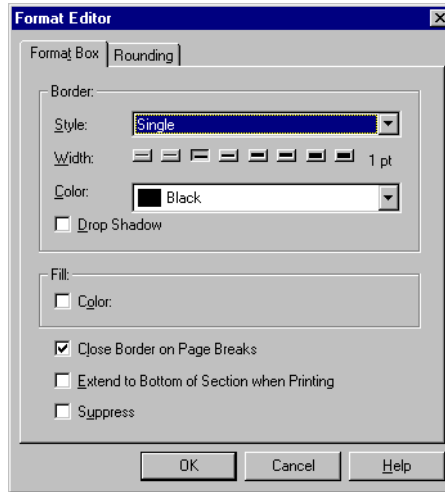 Format Editor
Format Box Rounding
Border:
Style: Single
Width: 1 pt
Color: Black
Drop Shadow
Fill:
Color:
Close Border on Page Breaks
Extend to Bottom of Section when Printing
Suppress
OK Cancel Help